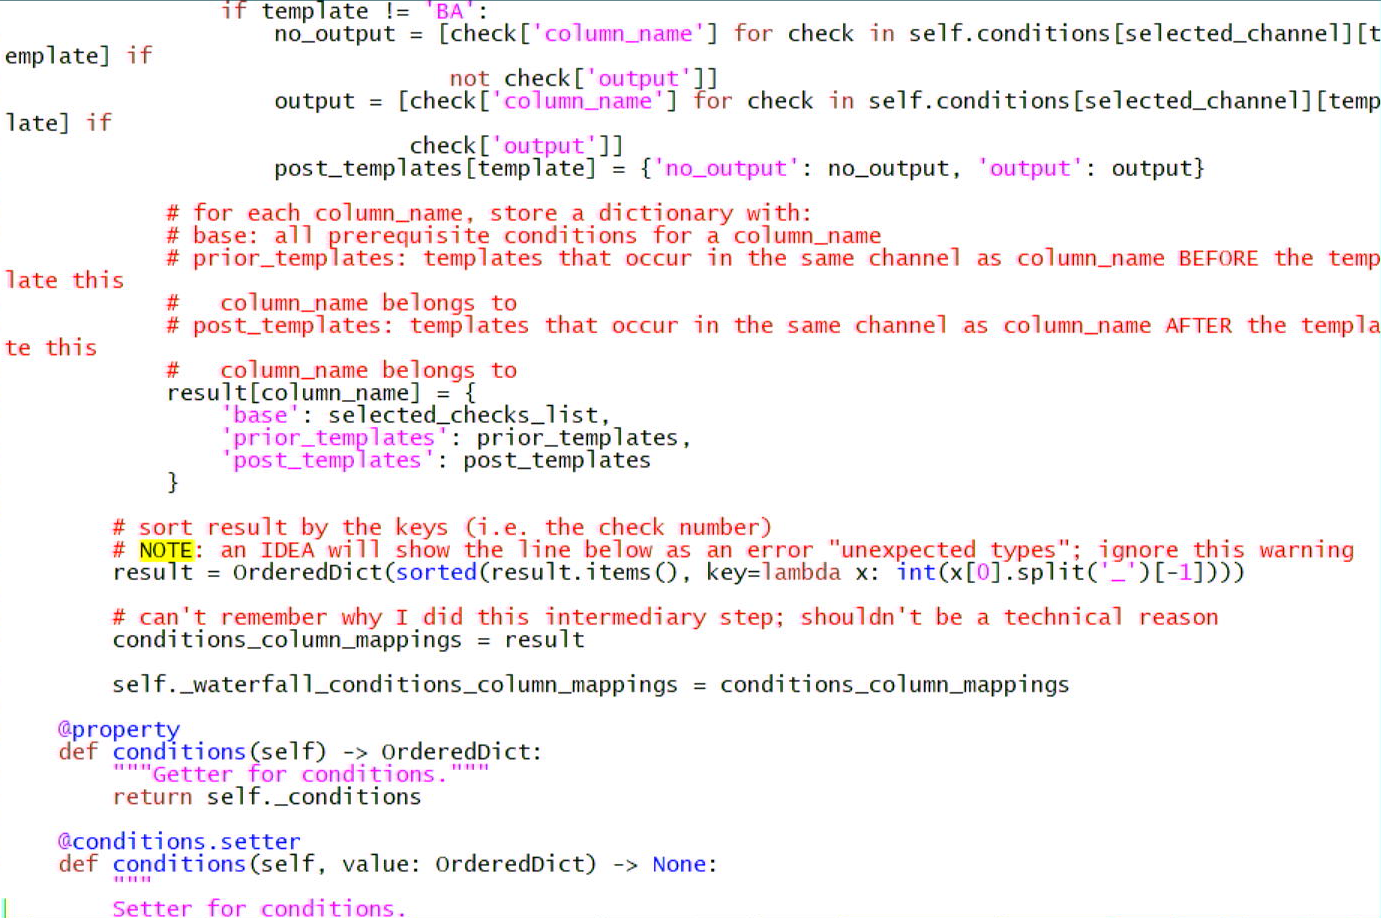 if template != 'BA':
no_output = [check['column_name'] for check in self.conditions[selected_channel][t
emplate] if
not check['output']]
output = [check['column_name'] for check in self.conditions[selected_channel][temp
late] if
check['output']]
post_templates[template] = {'no_output': no_output, 'output': output}
# for each column_name, store a dictionary with:
# base: all prerequisite conditions for a column_name
# prior_templates: templates that occur in the same channel as column_name BEFORE the temp
late this
#   column_name belongs to
# post_templates: templates that occur in the same channel as column_name AFTER the templa
te this
#   column_name belongs to
result[column_name] = {
'base': selected_checks_list,
'prior_templates': prior_templates,
'post_templates': post_templates
}
# sort result by the keys (i.e. the check number)
# NOTE: an IDEA will show the line below as an error "unexpected types"; ignore this warning
result = OrderedDict(sorted(result.items(), key=lambda x: int(x[0].split('_')[-1])))
# can't remember why I did this intermediary step; shouldn't be a technical reason
conditions_column_mappings = result
self._waterfall_conditions_column_mappings = conditions_column_mappings
@property
def conditions(self) -> OrderedDict:
"""Getter for conditions."""
return self._conditions
@conditions.setter
def conditions(self, value: OrderedDict) -> None:
"""
Setter for conditions.